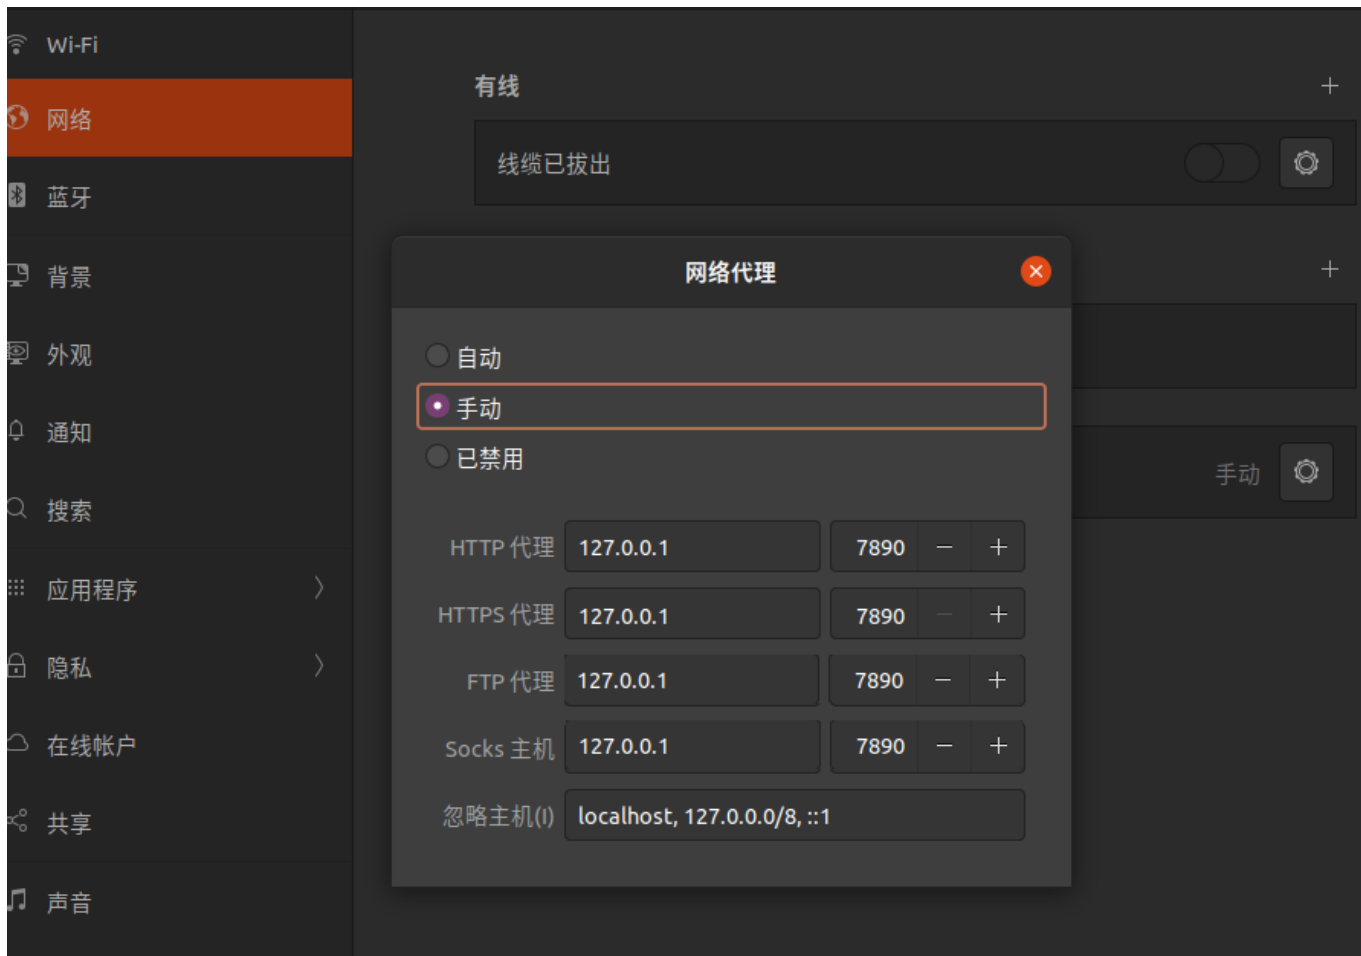 Wi-Fi
网络
蓝牙
背景
外观
通知
搜索
应用程序
隐私
在线帐户
共享
声音
有线
线缆已拔出
手动
网络代理
自动
手动
已禁用
HTTP 代理 127.0.0.1 7890 − +
HTTPS 代理 127.0.0.1 7890 − +
FTP 代理 127.0.0.1 7890 − +
Socks 主机 127.0.0.1 7890 − +
忽略主机(I) localhost, 127.0.0.0/8, ::1